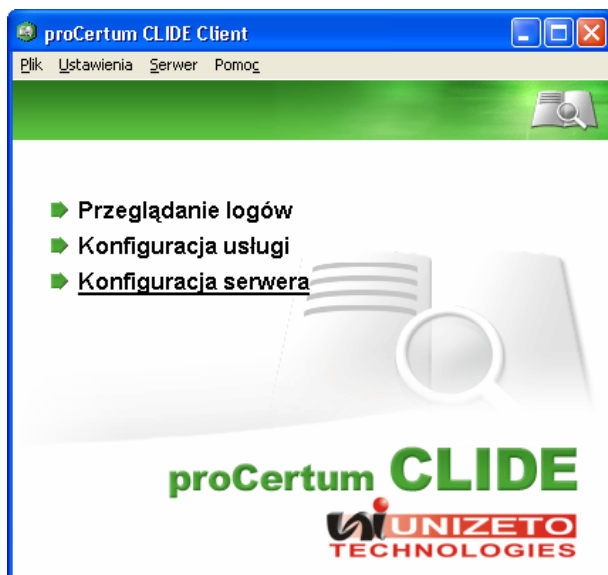 proCertum CLIDE Client
Plik Ustawienia Serwer Pomoc
Przeglądanie logów
Konfiguracja usługi
Konfiguracja serwera
proCertum CLIDE
UNIZETO
TECHNOLOGIES